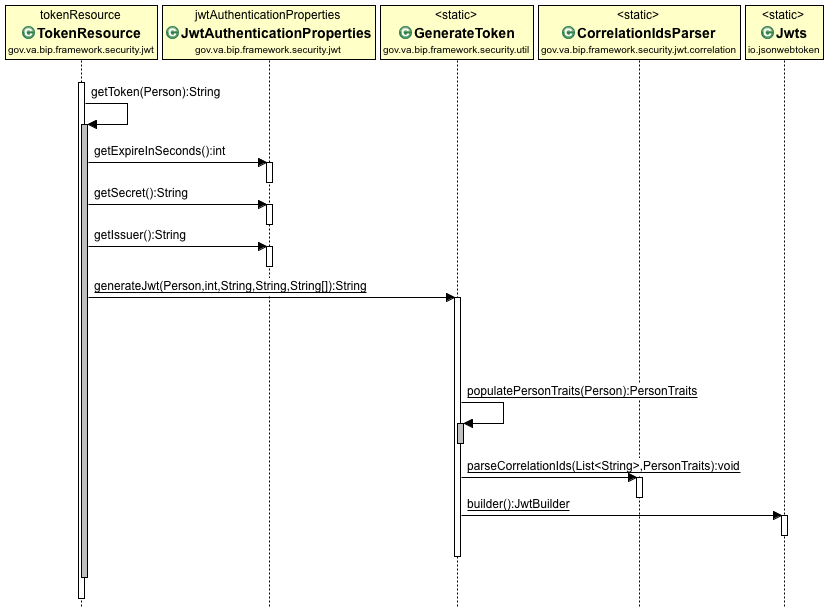 tokenResource
C TokenResource
gov.va.bip.framework.security.jwt
jwtAuthenticationProperties
C JwtAuthenticationProperties
gov.va.bip.framework.security.jwt
<static>
C GenerateToken
gov.va.bip.framework.security.util
<static>
C CorrelationIdsParser
gov.va.bip.framework.security.jwt.correlation
<static>
C Jwts
io.jsonwebtoken
getToken(Person):String
getExpireInSeconds():int
getSecret():String
getIssuer():String
generateJwt(Person,int,String,String,String[]):String
populatePersonTraits(Person):PersonTraits
parseCorrelationIds(List<String>,PersonTraits):void
builder():JwtBuilder